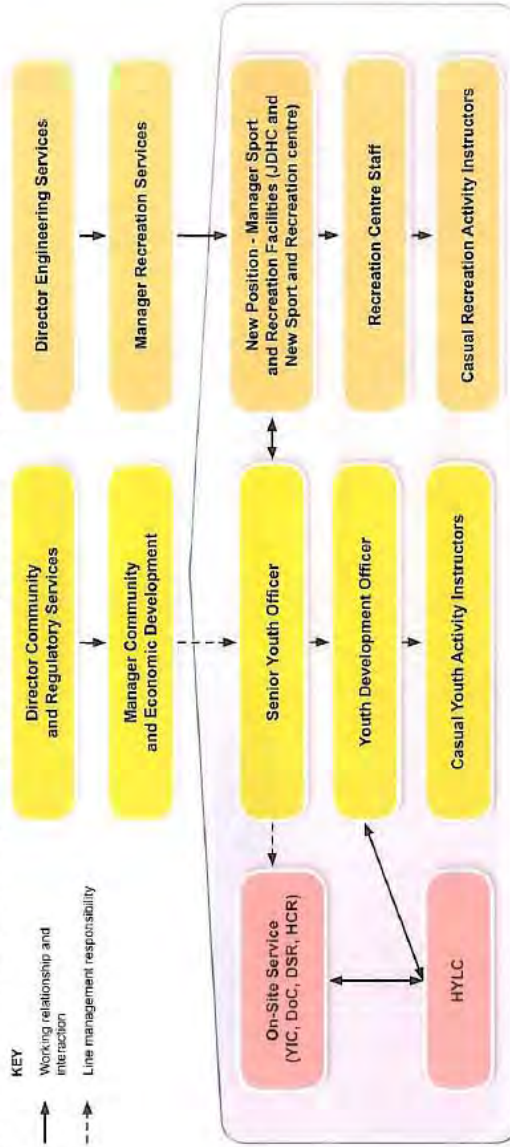 KEY
Working relationship and
interaction
Line management responsibility
Director Community
and Regulatory Services
Director Engineering Services
Manager Community
and Economic Development
Manager Recreation Services
On-Site Service
(YIC, DoC, DSR, HCR)
Senior Youth Officer
New Position - Manager Sport
and Recreation Facilities (JDHC and
New Sport and Recreation centre)
Youth Development Officer
Recreation Centre Staff
HYLC
Casual Youth Activity Instructors
Casual Recreation Activity Instructors